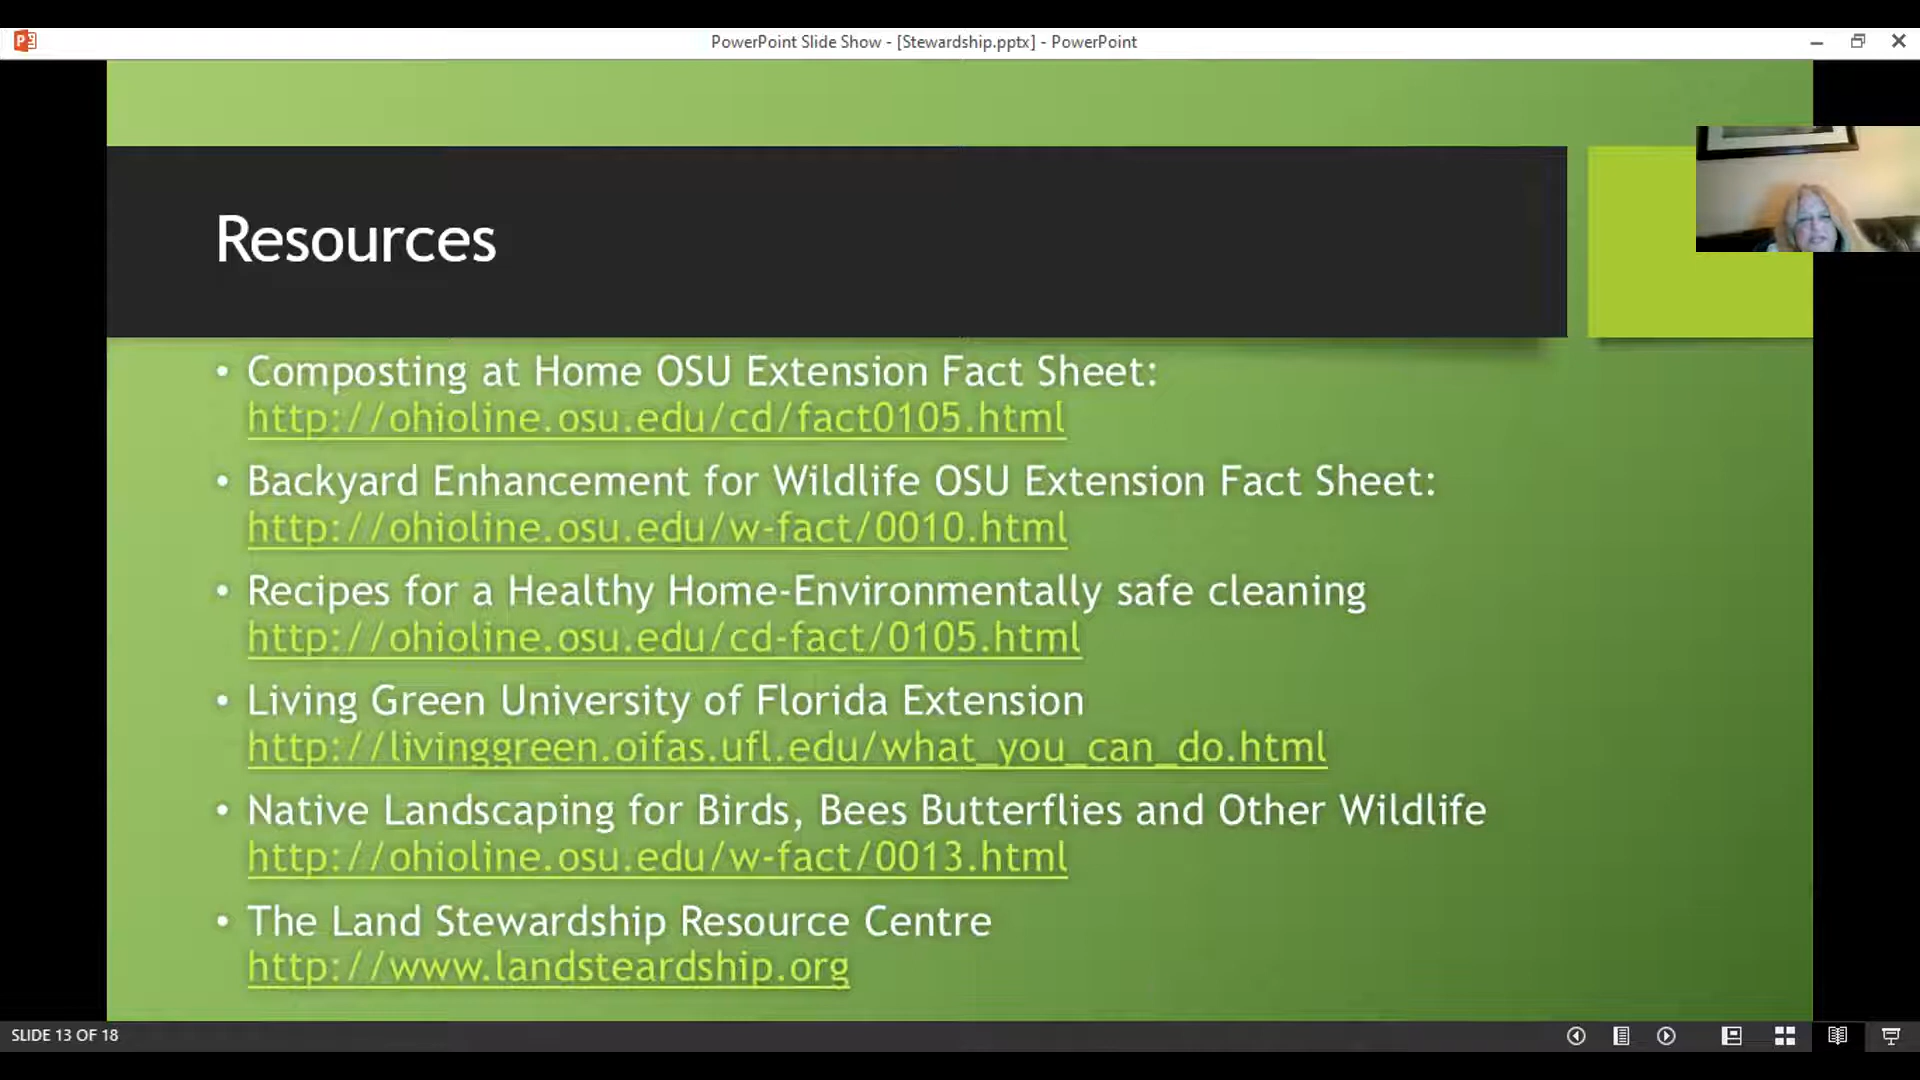 PowerPoint Slide Show - [Stewardship.pptx] - PowerPoint
Resources
• Composting at Home OSU Extension Fact Sheet:
http://ohioline.osu.edu/cd/fact0105.html
• Backyard Enhancement for Wildlife OSU Extension Fact Sheet:
http://ohioline.osu.edu/w-fact/0010.html
• Recipes for a Healthy Home-Environmentally safe cleaning
http://ohioline.osu.edu/cd-fact/0105.html
• Living Green University of Florida Extension
http://livinggreen.oifas.ufl.edu/what_you_can_do.html
• Native Landscaping for Birds, Bees Butterflies and Other Wildlife
http://ohioline.osu.edu/w-fact/0013.html
• The Land Stewardship Resource Centre
http://www.landsteardship.org
SLIDE 13 OF 18